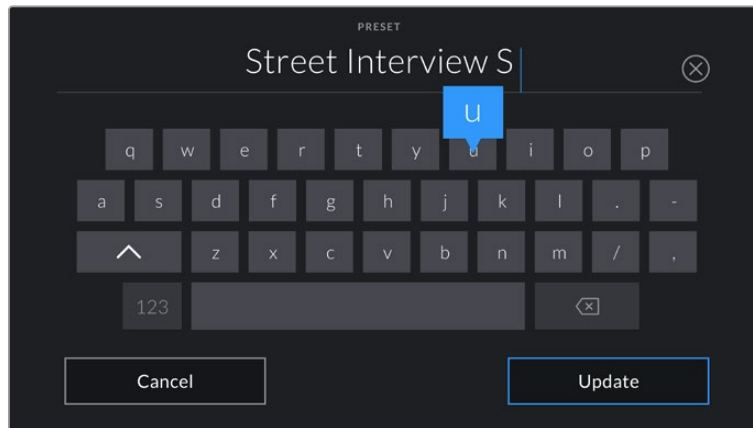 PRESET
Street Interview S
u
q w e r t y u i o p
a s d f g h j k l . -
z x c v b n m / ,
123
Cancel Update